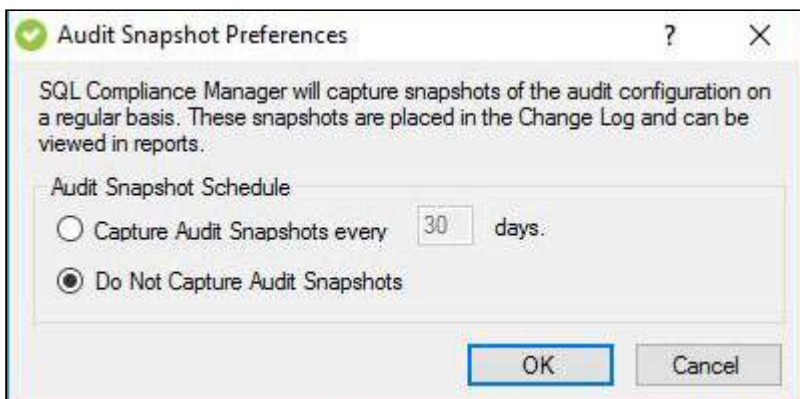 Audit Snapshot Preferences
?
SQL Compliance Manager will capture snapshots of the audit configuration on
a regular basis. These snapshots are placed in the Change Log and can be
viewed in reports.
Audit Snapshot Schedule
Capture Audit Snapshots every 30 days.
Do Not Capture Audit Snapshots
OK Cancel